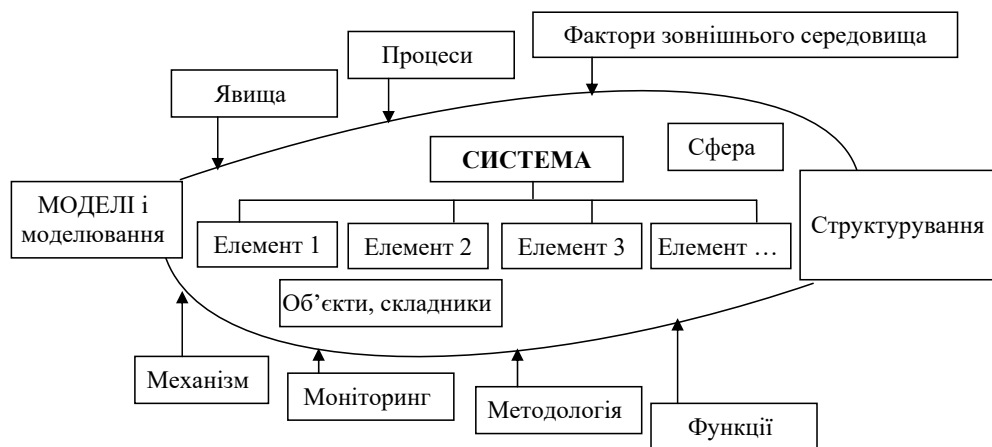 Фактори зовнішнього середовища
Процеси
Явища
СИСТЕМА
Сфера
МОДЕЛІ і
моделювання
Структурування
Елемент 1
Елемент 2
Елемент 3
Елемент …
Об’єкти, складники
Механізм
Моніторинг
Методологія
Функції